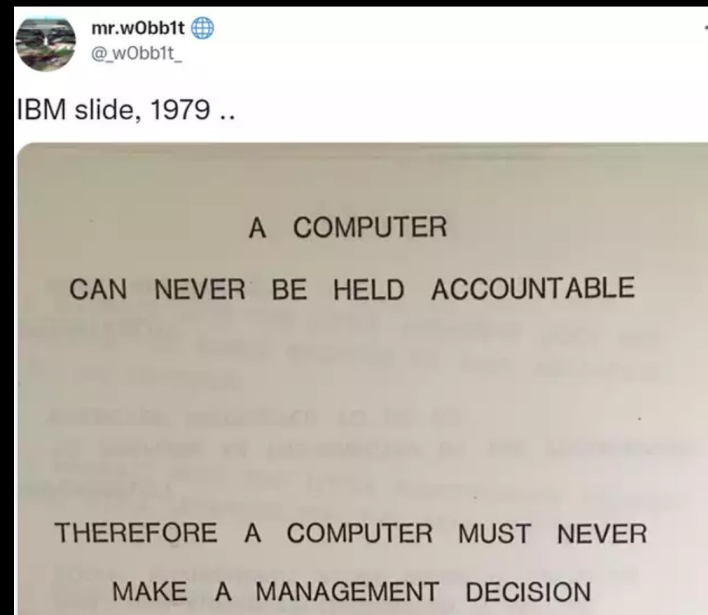 mr.w0bb1t
@_w0bb1t_
IBM slide, 1979 ..
A COMPUTER
CAN NEVER BE HELD ACCOUNTABLE
THEREFORE A COMPUTER MUST NEVER
MAKE A MANAGEMENT DECISION